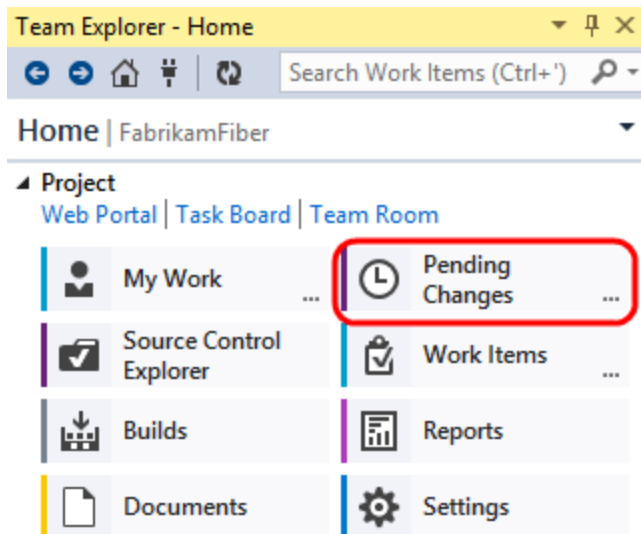 Team Explorer - Home
Search Work Items (Ctrl+')
Home | FabrikamFiber
Project
Web Portal | Task Board | Team Room
My Work ...
Pending
Changes ...
Source Control
Explorer
Work Items ...
Builds
Reports
Documents
Settings